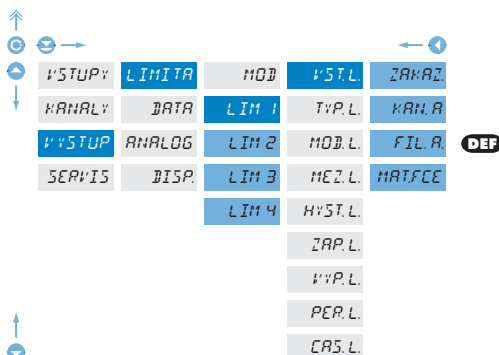 VSTUPY LIMITA MOD VST.L. ZAKAZ.
KANALY DATA LIM 1 TYP. L. KAN. A
VYSTUP ANALOG LIM 2 MOD. L. FIL. A. DEF
SERVIS DISP. LIM 3 MEZ. L. MAT.FCE
LIM 4 HYST. L.
ZAP. L.
VYP. L.
PER. L.
CAS. L.